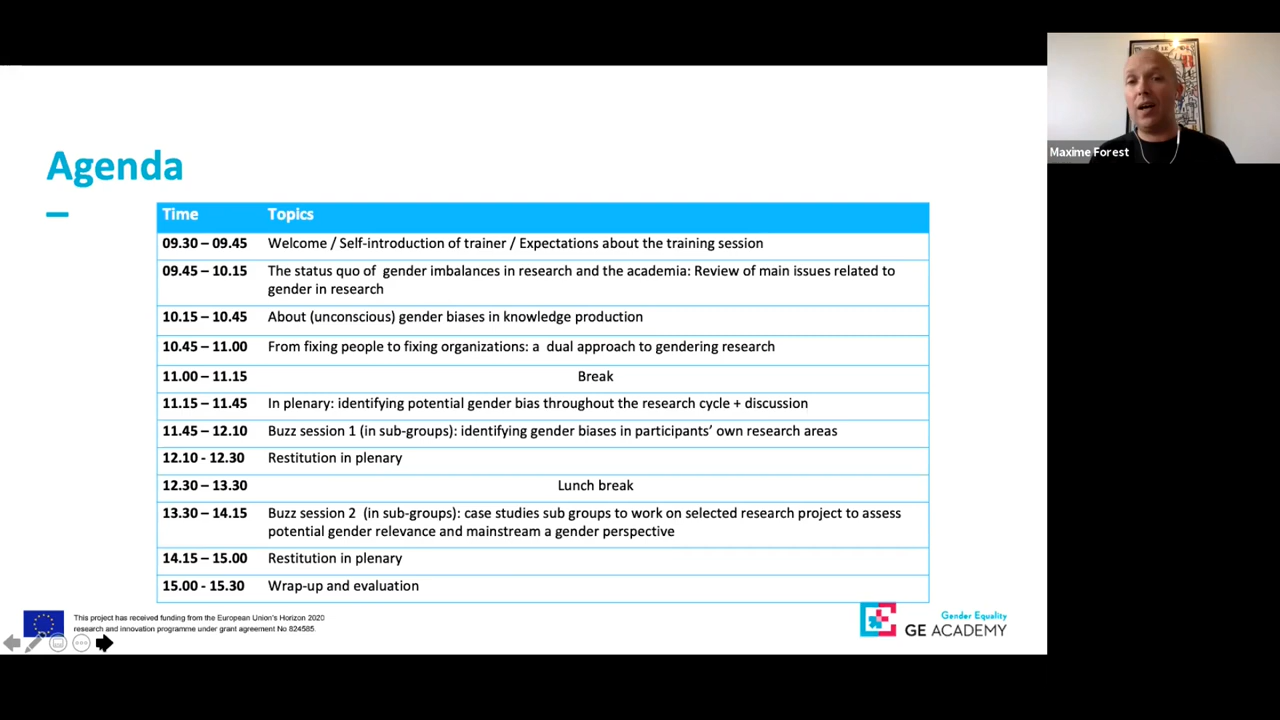 Maxime Forest
Agenda
Time Topics
09.30 – 09.45 Welcome / Self-introduction of trainer / Expectations about the training session
09.45 – 10.15 The status quo of gender imbalances in research and the academia: Review of main issues related to
gender in research
10.15 – 10.45 About (unconscious) gender biases in knowledge production
10.45 – 11.00 From fixing people to fixing organizations: a dual approach to gendering research
11.00 – 11.15 Break
11.15 – 11.45 In plenary: identifying potential gender bias throughout the research cycle + discussion
11.45 – 12.10 Buzz session 1 (in sub-groups): identifying gender biases in participants’ own research areas
12.10 - 12.30 Restitution in plenary
12.30 – 13.30 Lunch break
13.30 – 14.15 Buzz session 2 (in sub-groups): case studies sub groups to work on selected research project to assess
potential gender relevance and mainstream a gender perspective
14.15 – 15.00 Restitution in plenary
15.00 - 15.30 Wrap-up and evaluation
This project has received funding from the European Union’s Horizon 2020
research and innovation programme under grant agreement No 824585.
Gender Equality
GE ACADEMY